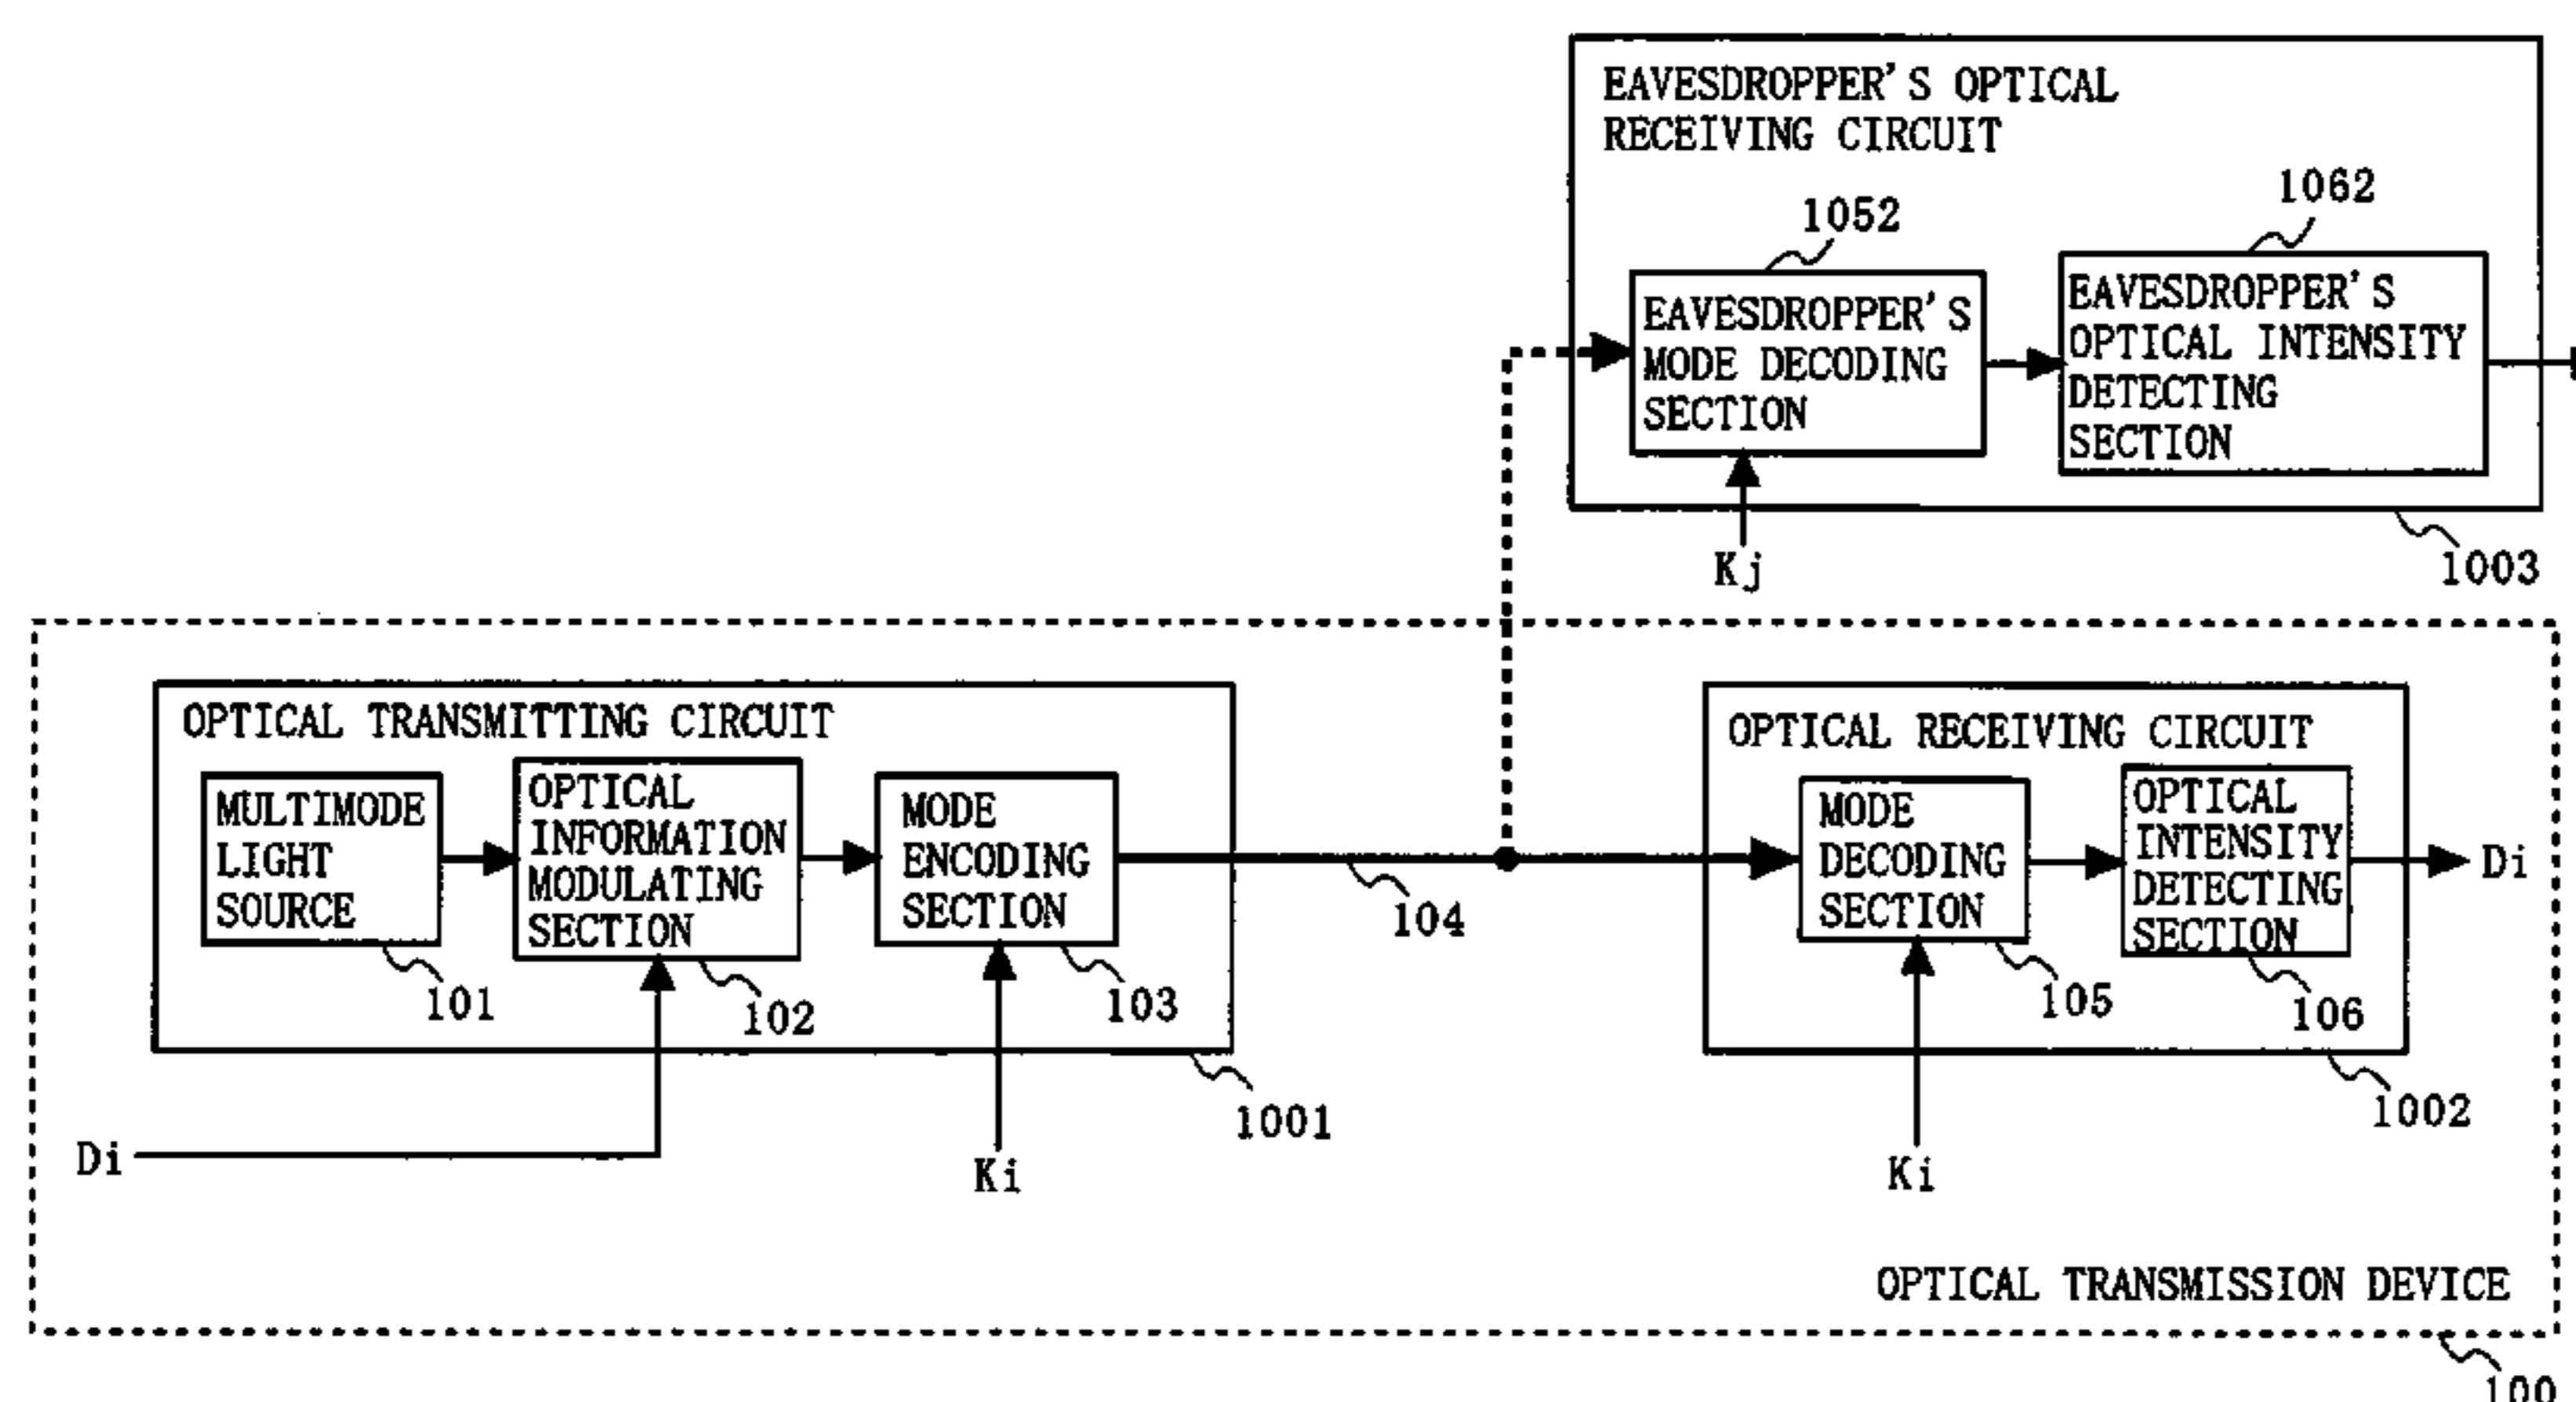 EAVESDROPPER'S OPTICAL
RECEIVING CIRCUIT
1062
1052
EAVESDROPPER'S
MODE DECODING
SECTION
EAVESDROPPER'S
OPTICAL INTENSITY
DETECTING
SECTION
Kj
1003
OPTICAL TRANSMITTING CIRCUIT
MULTIMODE
LIGHT
SOURCE
OPTICAL
INFORMATION
MODULATING
SECTION
MODE
ENCODING
SECTION
101
102
103
104
1001
Di
Ki
OPTICAL RECEIVING CIRCUIT
MODE
DECODING
SECTION
OPTICAL
INTENSITY
DETECTING
SECTION
Di
105
106
1002
Ki
OPTICAL TRANSMISSION DEVICE
100